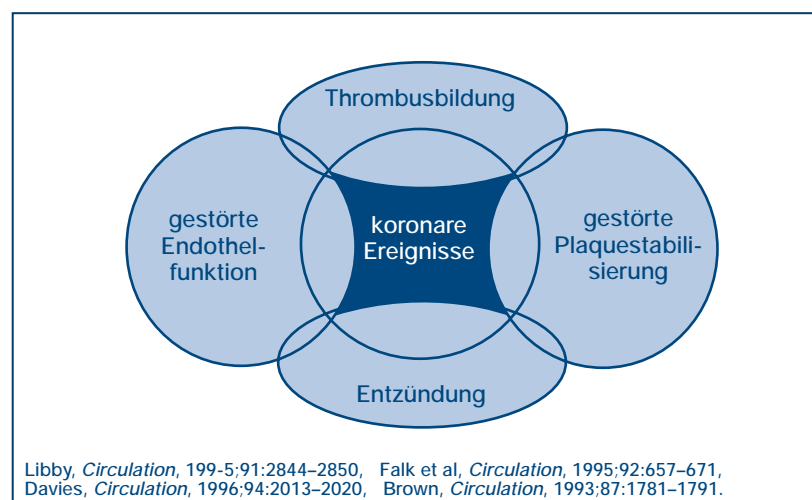 Thrombusbildung
gestörte
Endothel-
funktion
koronare
Ereignisse
gestörte
Plaquestabili-
sierung
Entzündung
Libby, Circulation, 199-5;91:2844–2850, Falk et al, Circulation, 1995;92:657–671,
Davies, Circulation, 1996;94:2013–2020, Brown, Circulation, 1993;87:1781–1791.